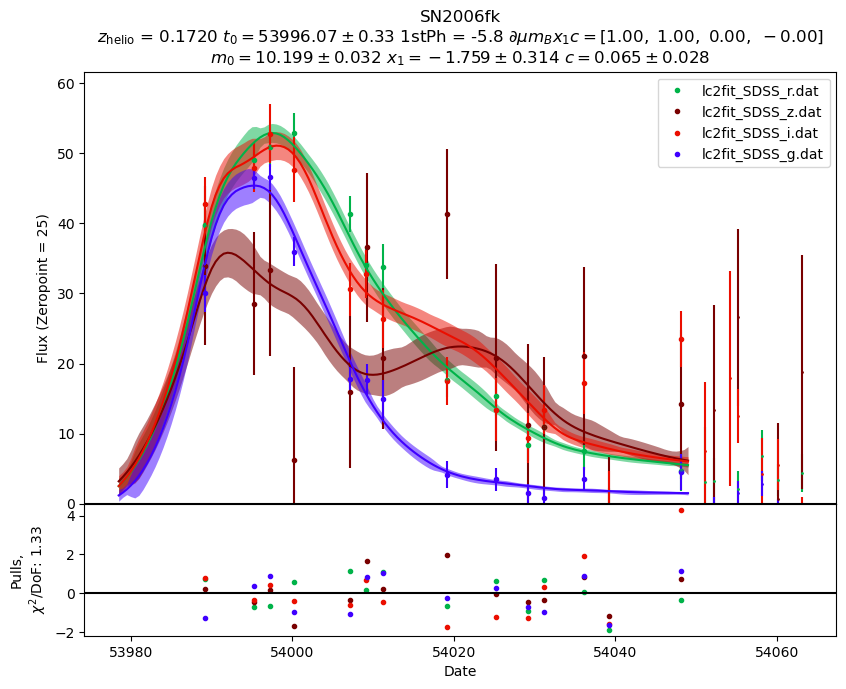 SN2006fk
z_helio = 0.1720 t_0 = 53996.07 ± 0.33 1stPh = -5.8 ∂μm_Bx_1c = [1.00, 1.00, 0.00, −0.00]
m_0 = 10.199 ± 0.032 x_1 = −1.759 ± 0.314 c = 0.065 ± 0.028
lc2fit_SDSS_r.dat
lc2fit_SDSS_z.dat
lc2fit_SDSS_i.dat
lc2fit_SDSS_g.dat
60
50
40
30
20
10
0
Flux (Zeropoint = 25)
4
2
0
−2
Pulls,
χ²/DoF: 1.33
53980 54000 54020 54040 54060
Date